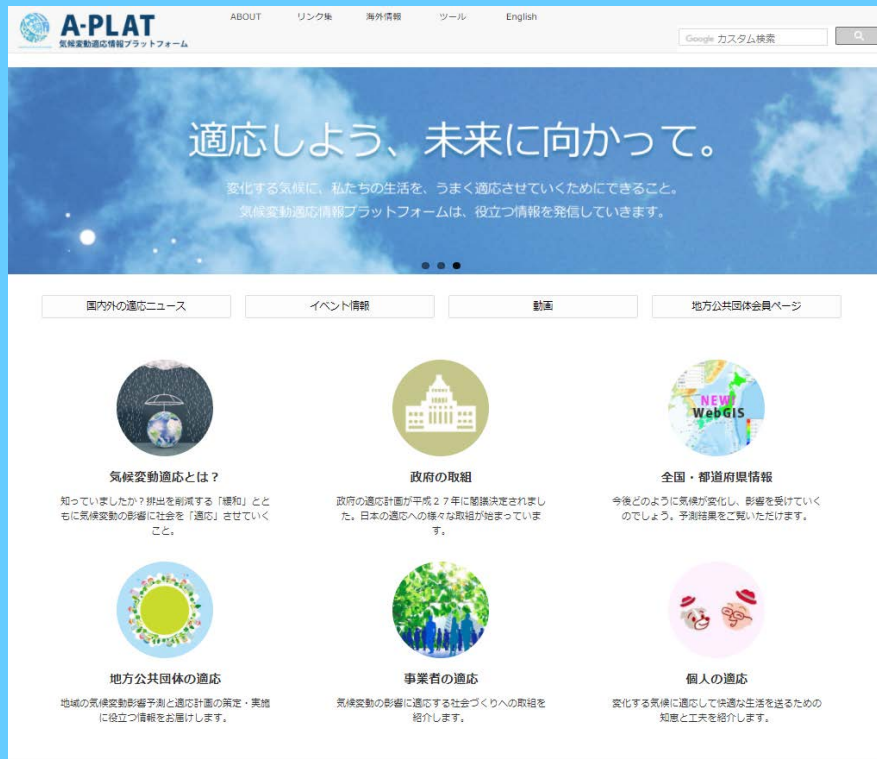 A-PLAT
気候変動適応情報プラットフォーム
ABOUT リンク集 海外情報 ツール English
Google カスタム検索
適応しよう、未来に向かって。
変化する気候に、私たちの生活を、うまく適応させていくためにできること。
気候変動適応情報プラットフォームは、役立つ情報を発信していきます。
国内外の適応ニュース イベント情報 動画 地方公共団体会員ページ
NEW!
WebGIS
気候変動適応とは？ 政府の取組 全国・都道府県情報
知っていましたか？排出を削減する「緩和」とと 政府の適応計画が平成２７年に閣議決定されまし 今後どのように気候が変化し、影響を受けていく
もに気候変動の影響に社会を「適応」させていく た。日本の適応への様々な取組が始まっていま のでしょう。予測結果をご覧いただけます。
こと。 す。
地方公共団体の適応 事業者の適応 個人の適応
地域の気候変動影響予測と適応計画の策定・実施 気候変動の影響に適応する社会づくりへの取組を 変化する気候に適応して快適な生活を送るための
に役立つ情報をお届けします。 紹介します。 知恵と工夫を紹介します。